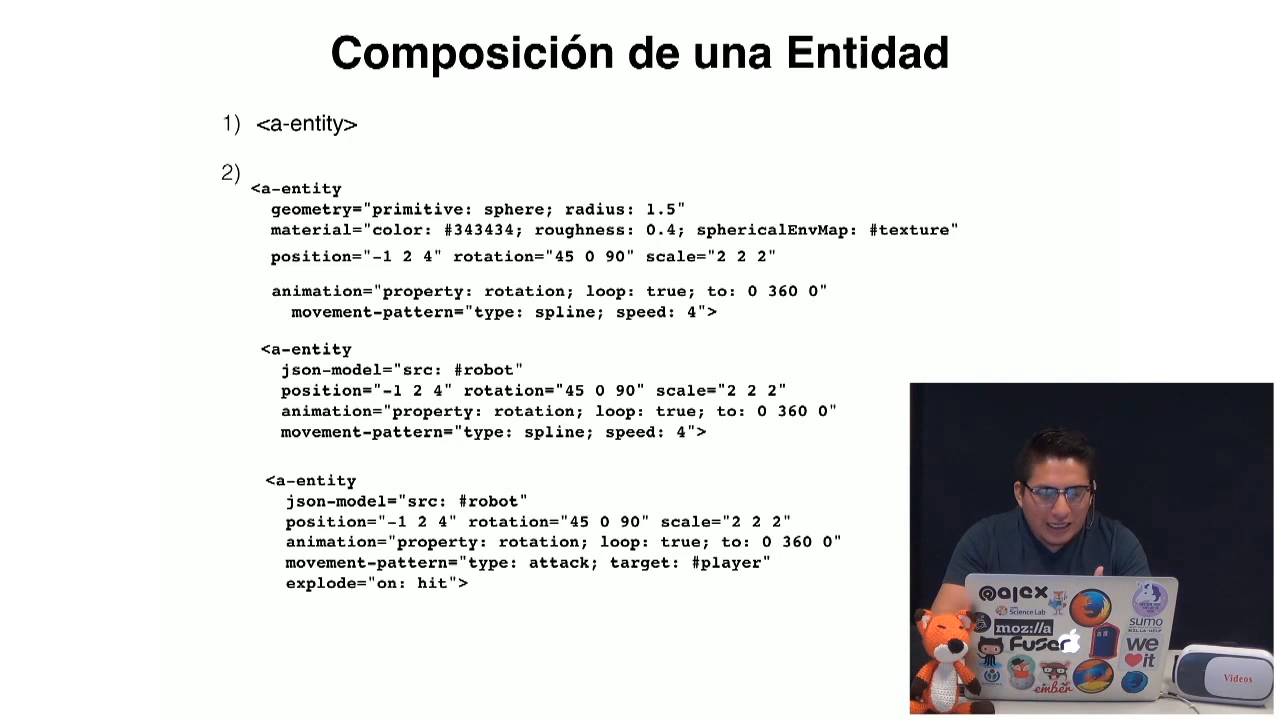 Composición de una Entidad
1) <a-entity>
2)
<a-entity
geometry="primitive: sphere; radius: 1.5"
material="color: #343434; roughness: 0.4; sphericalEnvMap: #texture"
position="-1 2 4" rotation="45 0 90" scale="2 2 2"
animation="property: rotation; loop: true; to: 0 360 0"
movement-pattern="type: spline; speed: 4">
<a-entity
json-model="src: #robot"
position="-1 2 4" rotation="45 0 90" scale="2 2 2"
animation="property: rotation; loop: true; to: 0 360 0"
movement-pattern="type: spline; speed: 4">
<a-entity
json-model="src: #robot"
position="-1 2 4" rotation="45 0 90" scale="2 2 2"
animation="property: rotation; loop: true; to: 0 360 0"
movement-pattern="type: attack; target: #player"
explode="on: hit">
@ajex
Science Lab
moz://a
sumo
Fuser
we
it
ember
Videos